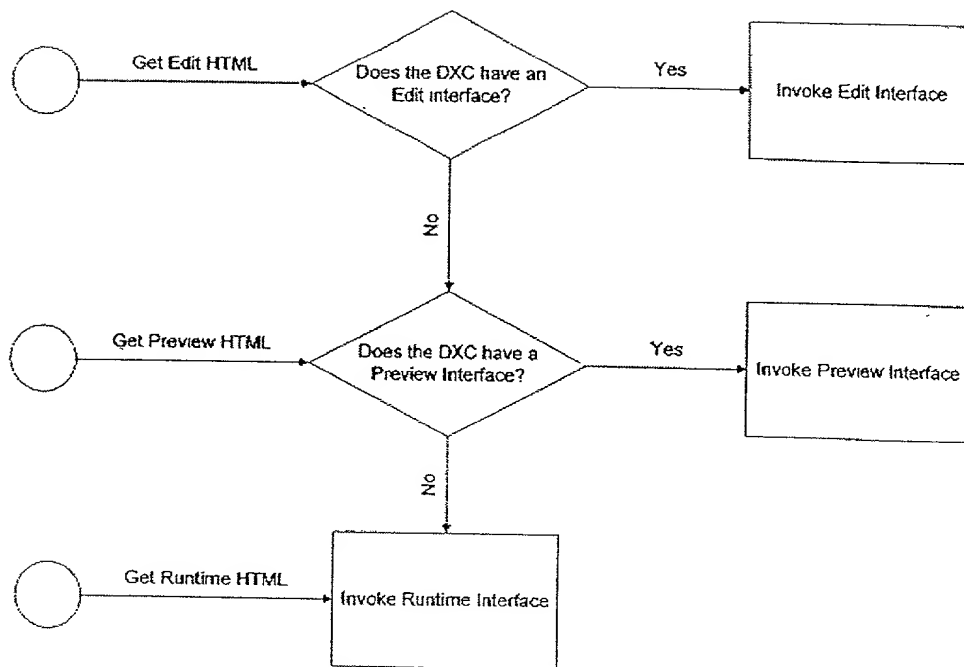 Get Edit HTML
Does the DXC have an
Edit interface?
Yes
Invoke Edit Interface
No
Get Preview HTML
Does the DXC have a
Preview Interface?
Yes
Invoke Preview Interface
No
Get Runtime HTML
Invoke Runtime Interface